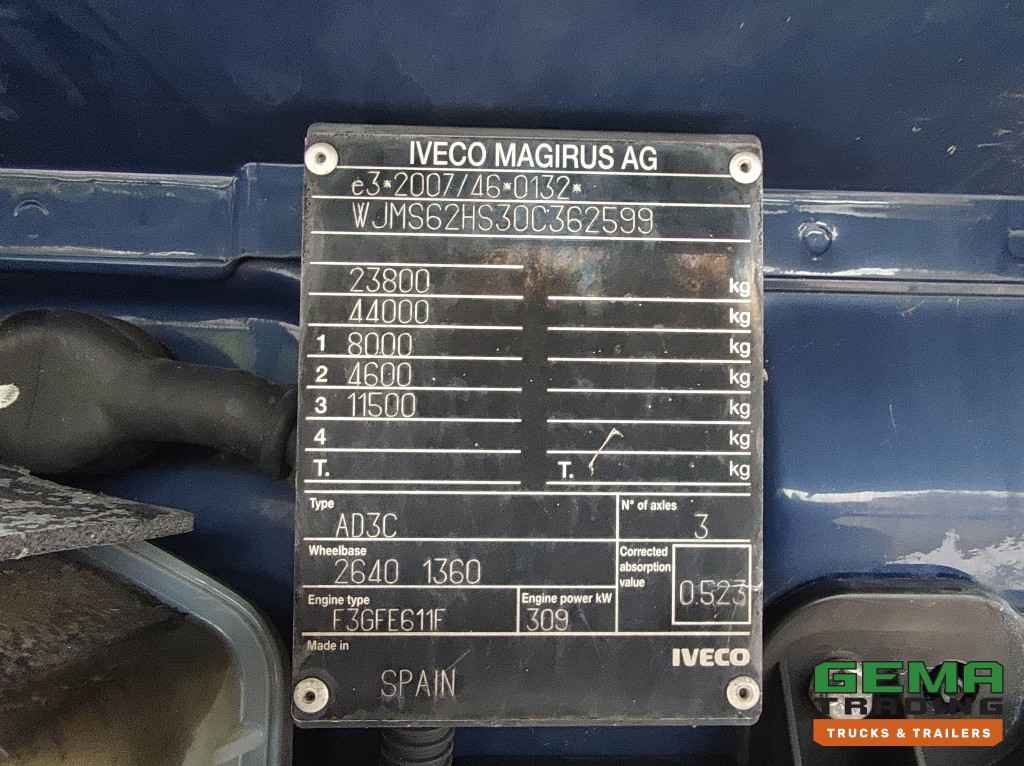 IVECO MAGIRUS AG
e3*2007/46*0132*
WJMS62HS30C362599
23800 kg
44000 kg
1 8000 kg
2 4600 kg
3 11500 kg
4 kg
T. T. kg
Type N° of axles
AD3C 3
Wheelbase Corrected absorption value
2640 1360 0.523
Engine type Engine power kW
F3GFE611F 309
Made in IVECO
SPAIN
GEMA
TRADING
TRUCKS & TRAILERS